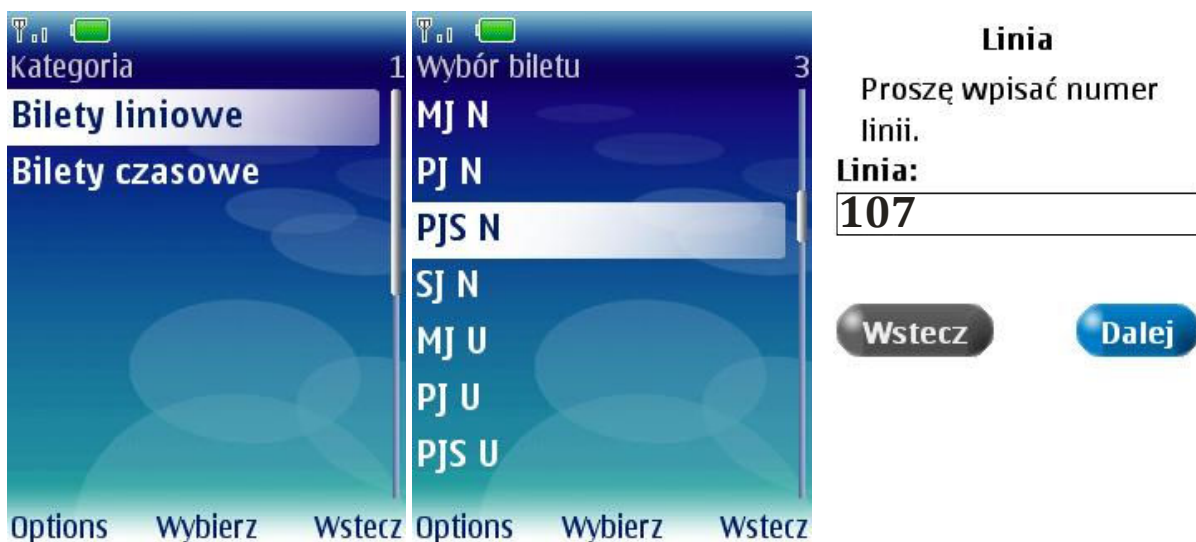 Kategoria 1
Bilety liniowe
Bilety czasowe
Options Wybierz Wstecz
Wybór biletu 3
MJ N
PJ N
PJS N
SJ N
MJ U
PJ U
PJS U
Options Wybierz Wstecz
Linia
Proszę wpisać numer
linii.
Linia:
107
Wstecz Dalej